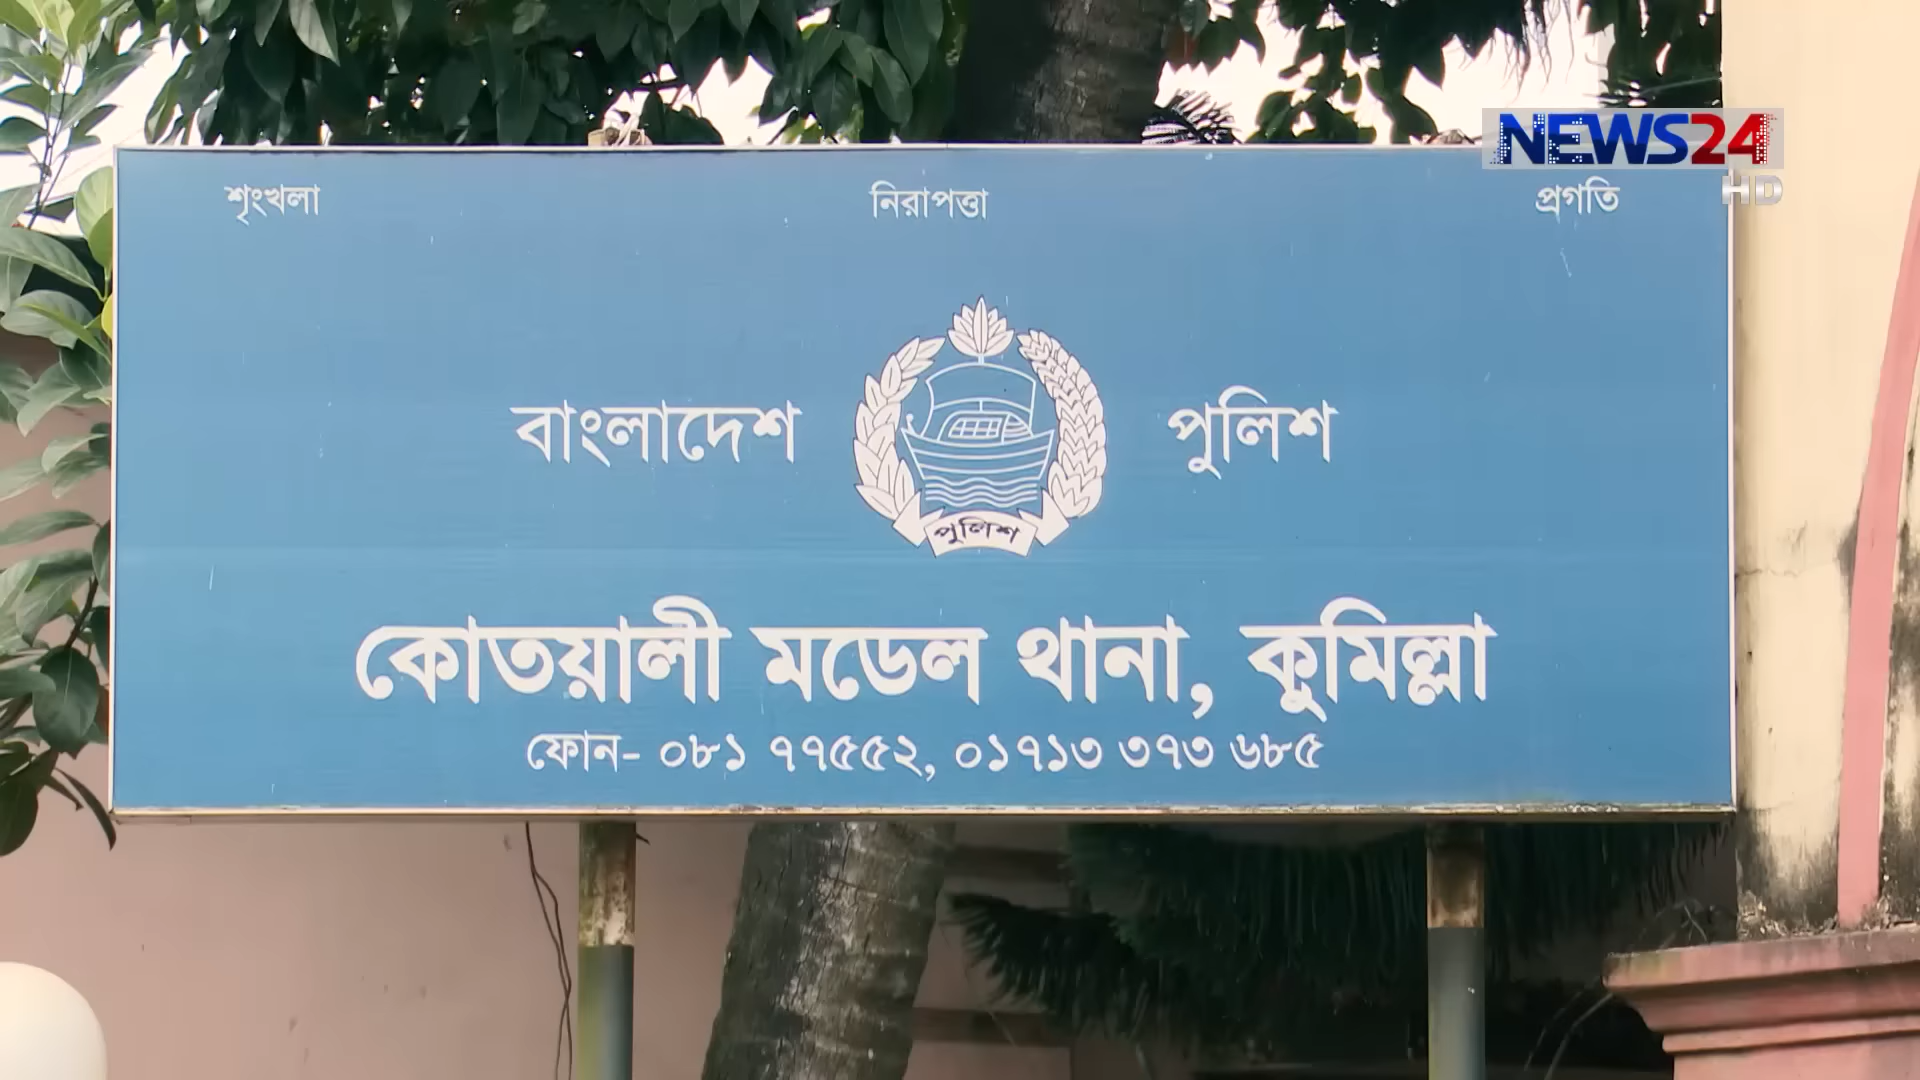 NEWS24
HD
শৃংখলা নিরাপত্তা প্রগতি
বাংলাদেশ পুলিশ
পুলিশ
কোতয়ালী মডেল থানা, কুমিল্লা
ফোন- ০৮১ ৭৭৫৫২, ০১৭১৩ ৩৭৩ ৬৮৫